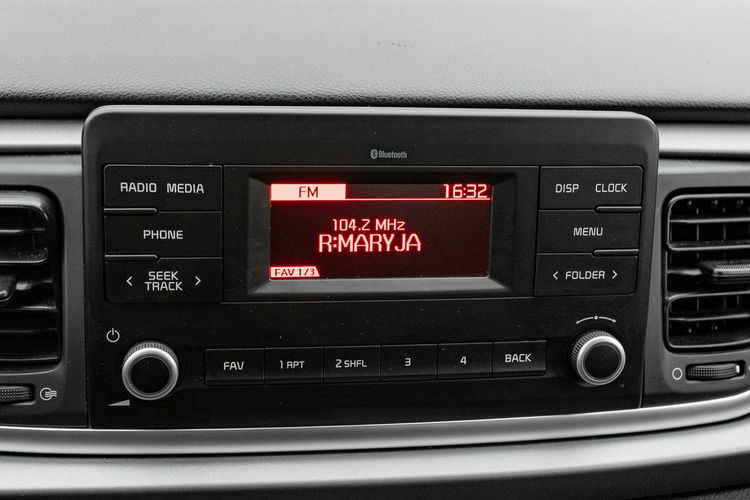 Bluetooth
RADIO MEDIA
PHONE
SEEK
TRACK
FM 16:32
104.2 MHz
R:MARYJA
FAV 1/3
DISP CLOCK
MENU
FOLDER
FAV 1 RPT 2 SHFL 3 4 BACK